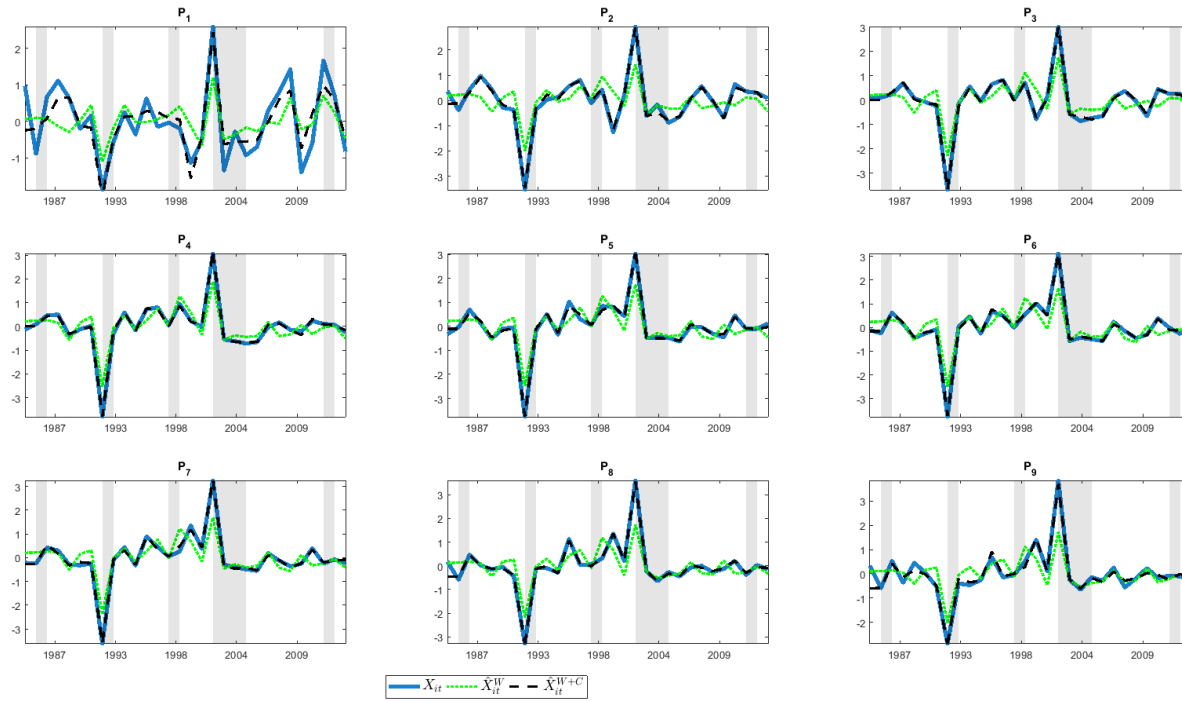 P1 P2 P3
2 1 0 -1
1987 1993 1998 2004 2009
2 1 0 -1 -2 -3
1987 1993 1998 2004 2009
3 2 1 0 -1 -2 -3
1987 1993 1998 2004 2009
P4 P5 P6
3 2 1 0 -1 -2 -3
1987 1993 1998 2004 2009
3 2 1 0 -1 -2 -3
1987 1993 1998 2004 2009
3 2 1 0 -1 -2 -3
1987 1993 1998 2004 2009
P7 P8 P9
3 2 1 0 -1 -2 -3
1987 1993 1998 2004 2009
3 2 1 0 -1 -2 -3
1987 1993 1998 2004 2009
3 2 1 0 -1 -2
1987 1993 1998 2004 2009
X_it X̂_it^W X̂_it^W+C